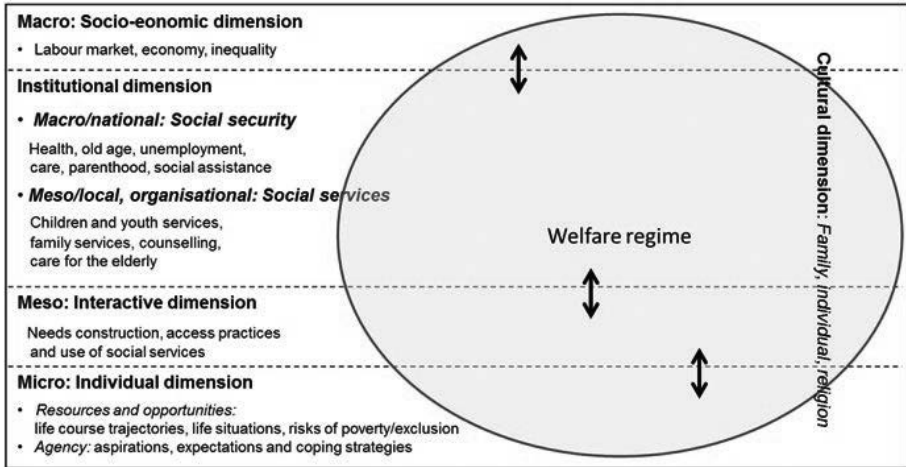 Macro: Socio-eonomic dimension
• Labour market, economy, inequality
Institutional dimension
• Macro/national: Social security
Health, old age, unemployment,
care, parenthood, social assistance
• Meso/local, organisational: Social services
Children and youth services,
family services, counselling,
care for the elderly
Meso: Interactive dimension
Needs construction, access practices
and use of social services
Micro: Individual dimension
• Resources and opportunities:
life course trajectories, life situations, risks of poverty/exclusion
• Agency: aspirations, expectations and coping strategies
Welfare regime
Cultural dimension: Family, individual, religion